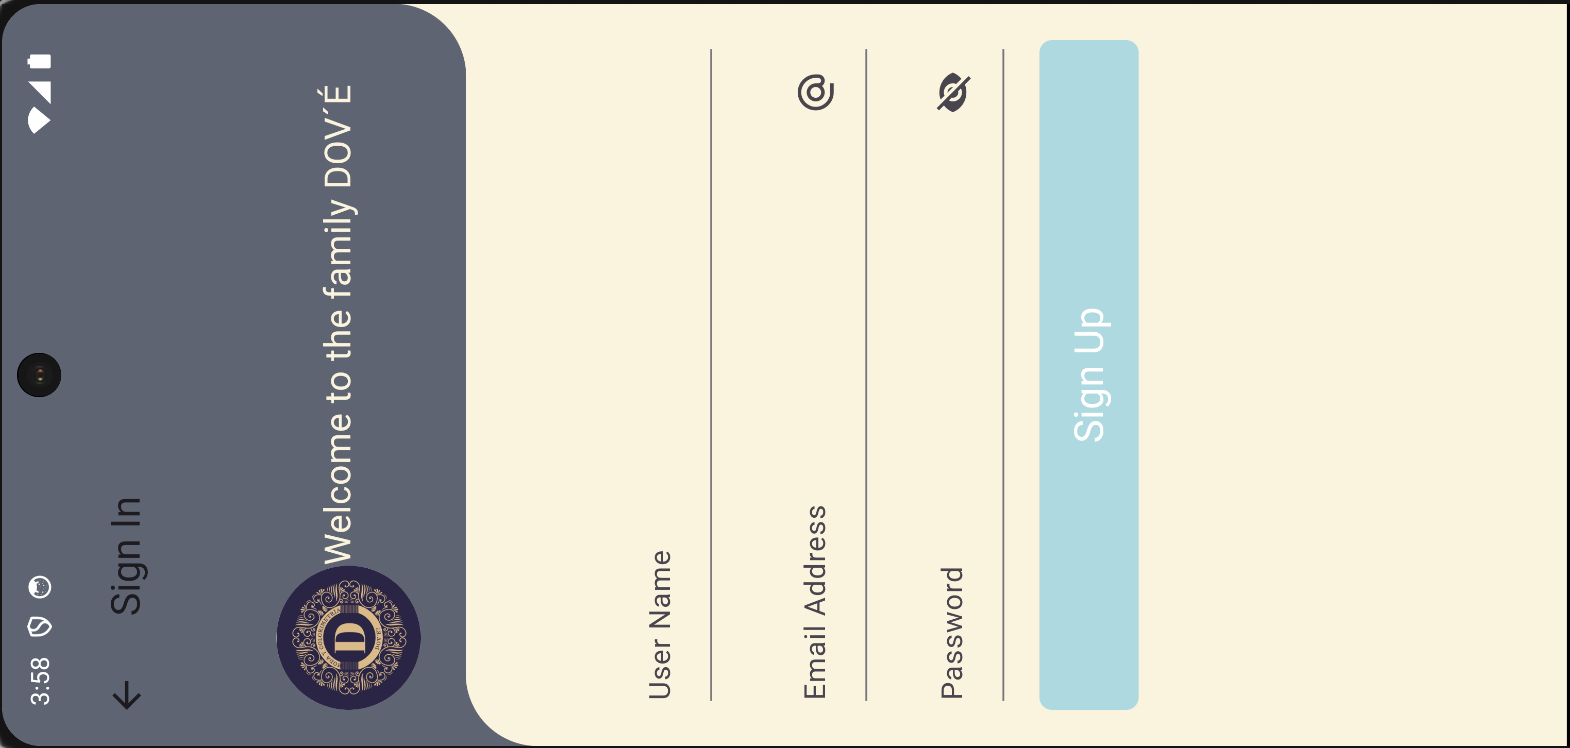 3:58
Sign In
D
Welcome to the family DOV´É
User Name
Email Address
Password
Sign Up